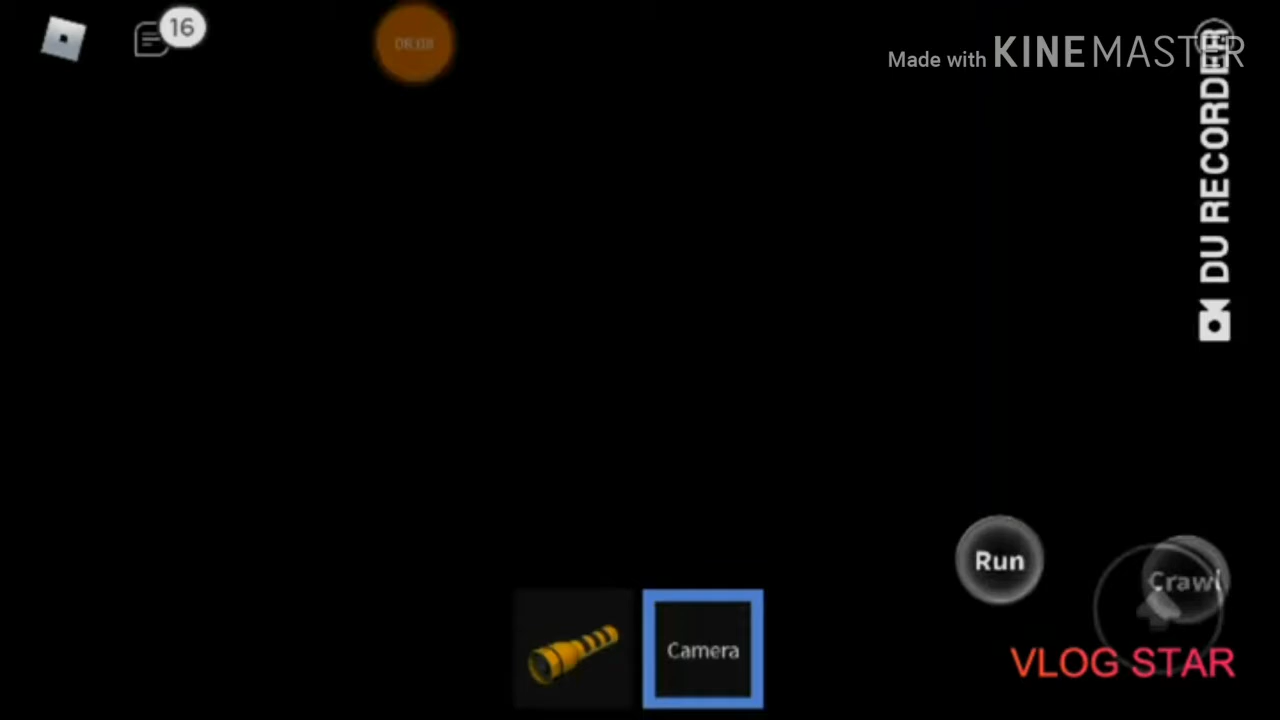 16
Made with KINEMASTER
DU RECORDER
Run
Crawl
Camera
VLOG STAR